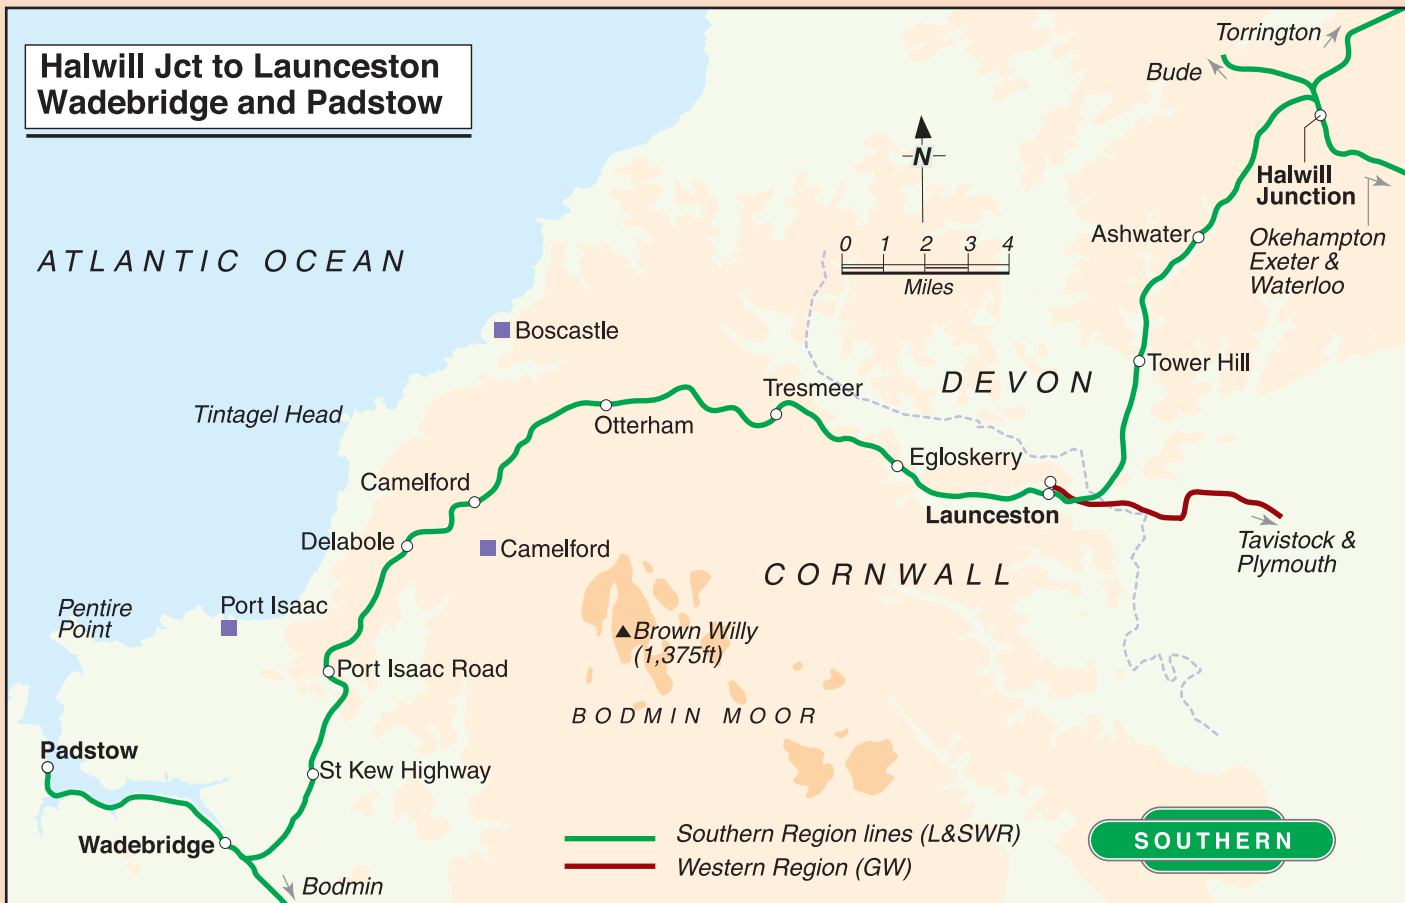 Halwill Jct to Launceston
Wadebridge and Padstow
Torrington
Bude
N
Halwill
Junction
Ashwater
Okehampton
Exeter &
Waterloo
ATLANTIC OCEAN
0 1 2 3 4
Miles
Boscastle
Tower Hill
DEVON
Tresmeer
Tintagel Head
Otterham
Egloskerry
Camelford
Launceston
Delabole
Camelford
Tavistock &
Plymouth
CORNWALL
Pentire
Point
Port Isaac
Brown Willy
(1,375ft)
Port Isaac Road
BODMIN MOOR
Padstow
St Kew Highway
Wadebridge
Southern Region lines (L&SWR)
SOUTHERN
Western Region (GW)
Bodmin